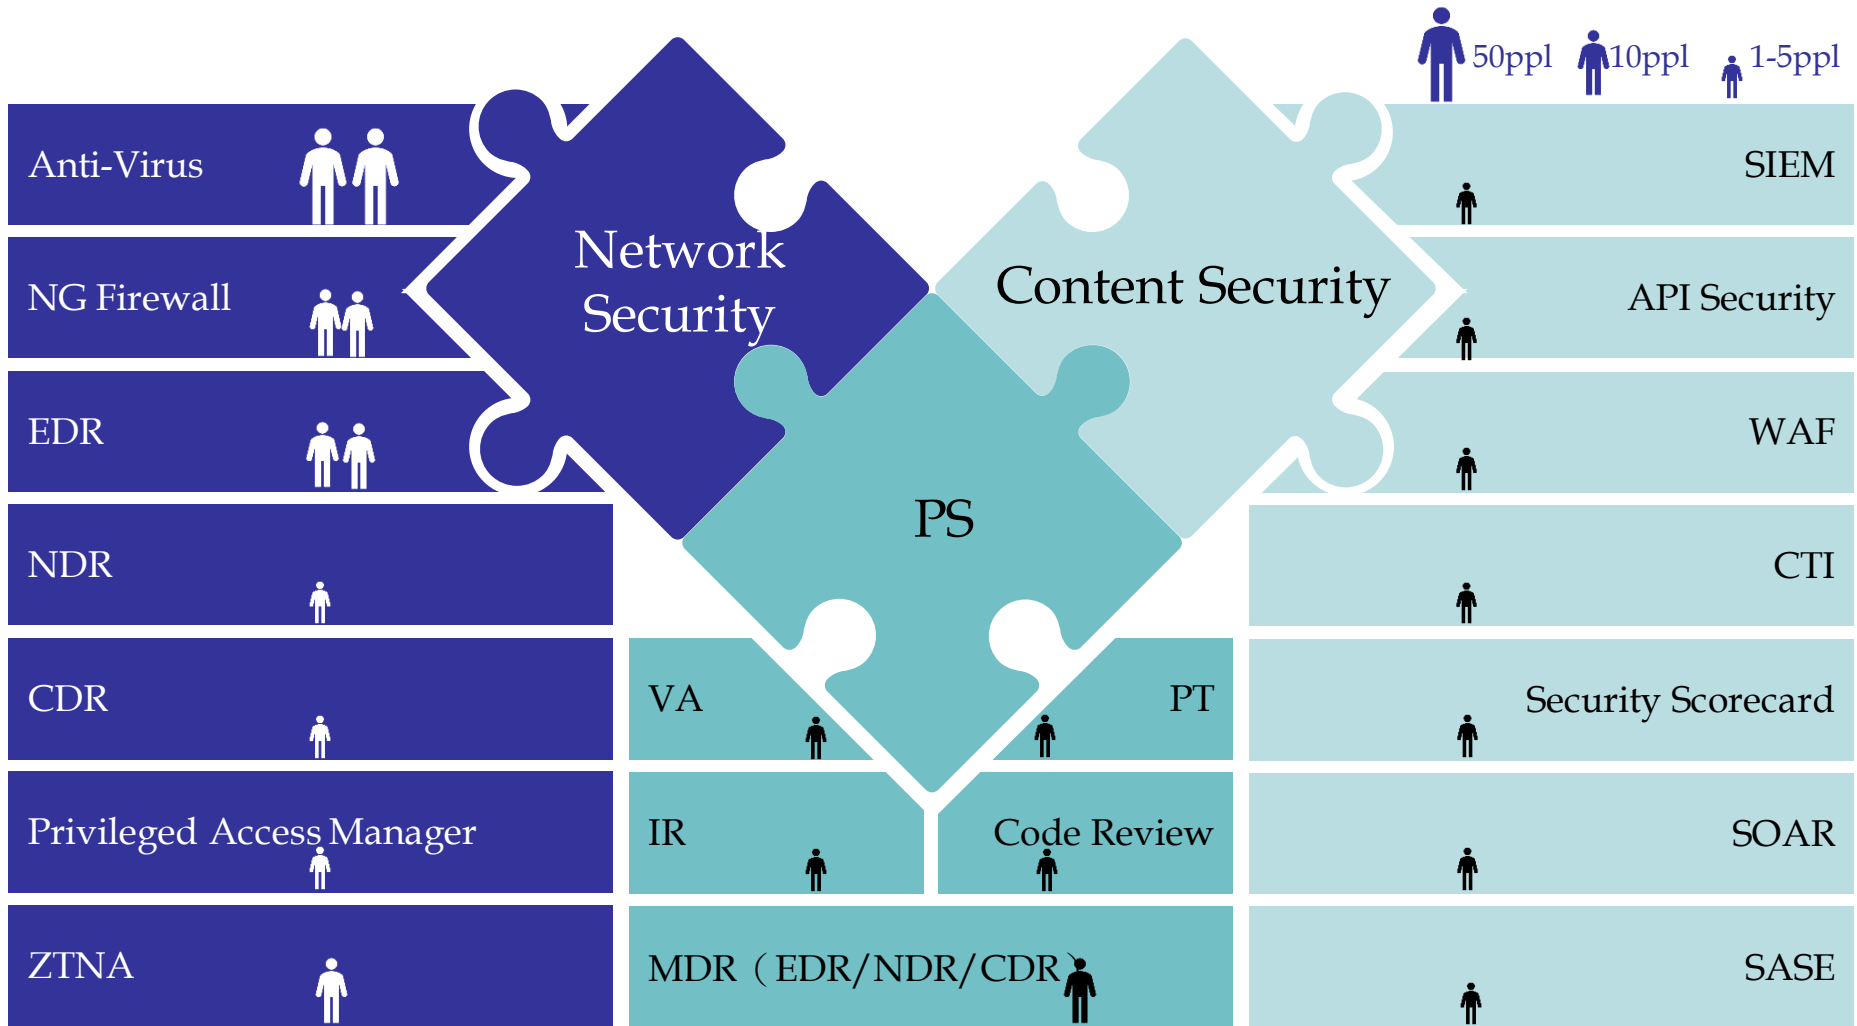 50ppl
10ppl
1-5ppl
Anti-Virus
NG Firewall
EDR
NDR
CDR
Privileged Access Manager
ZTNA
Network
Security
Content Security
PS
VA
PT
IR
Code Review
MDR（EDR/NDR/CDR）
SIEM
API Security
WAF
CTI
Security Scorecard
SOAR
SASE